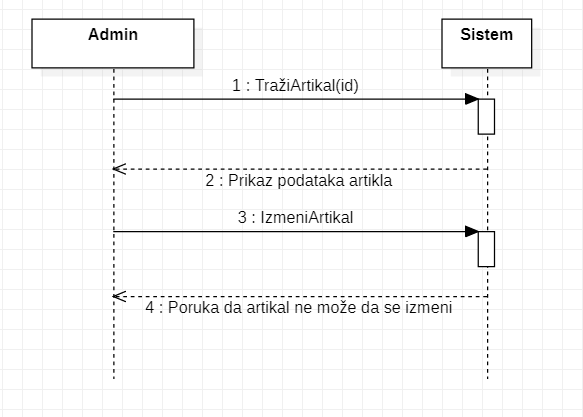 Admin
Sistem
1 : TražiArtikal(id)
2 : Prikaz podataka artikla
3 : IzmeniArtikal
4 : Poruka da artikal ne može da se izmeni